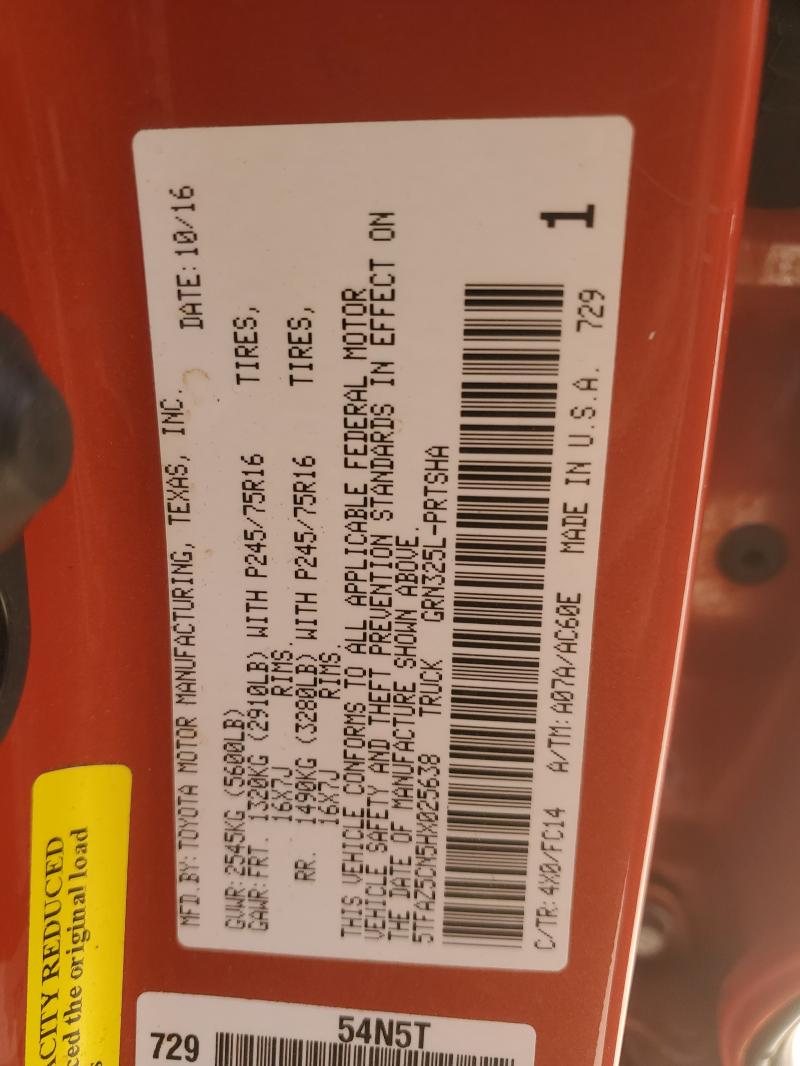 MFD.BY:TOYOTA MOTOR MANUFACTURING, TEXAS, INC. DATE:10/16
GVWR:2545KG (5600LB)
GAWR:FRT. 1320KG (2910LB) WITH P245/75R16 TIRES,
16X7J RIMS.
RR. 1490KG (3280LB) WITH P245/75R16 TIRES,
16X7J RIMS.
THIS VEHICLE CONFORMS TO ALL APPLICABLE FEDERAL MOTOR
VEHICLE SAFETY AND THEFT PREVENTION STANDARDS IN EFFECT ON
THE DATE OF MANUFACTURE SHOWN ABOVE.
5TFAZ5CN5HX025638 TRUCK GRN325L-PRTSHA
1
C/TR:4X0/FC14 A/TM:A07A/AC60E MADE IN U.S.A. 729
REDUCED
the original load
54N5T
729